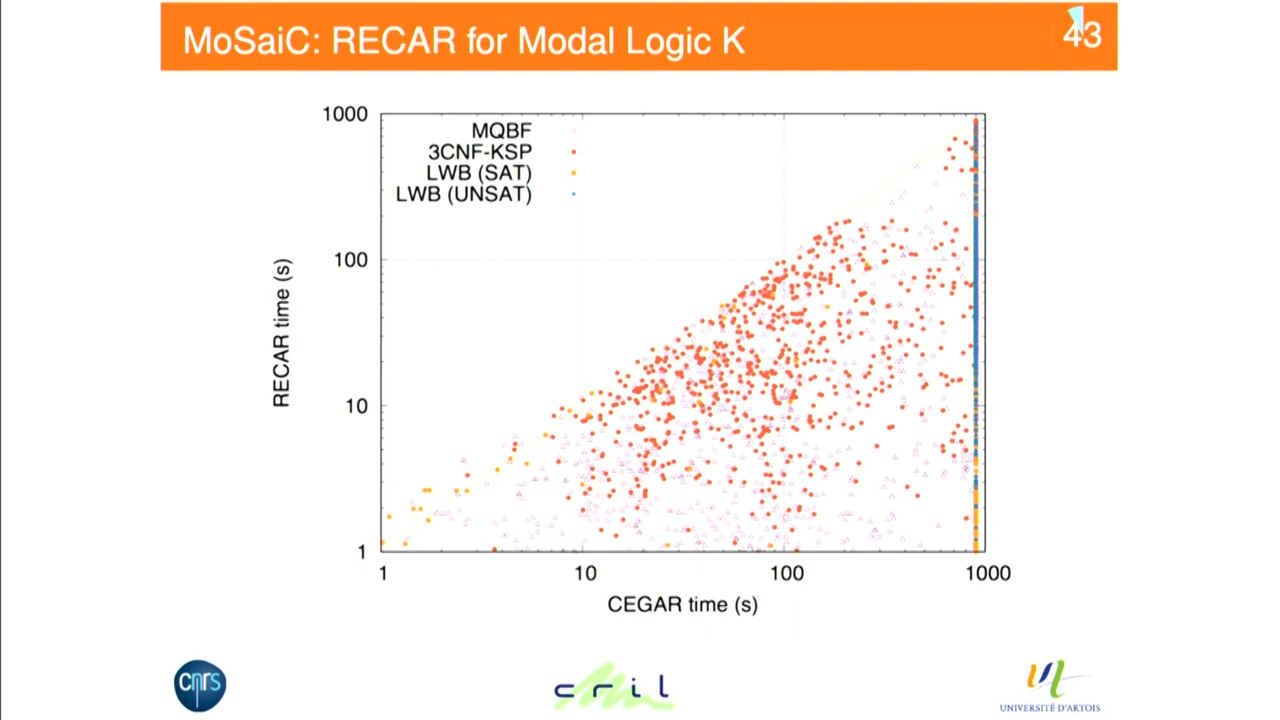 MoSaiC: RECAR for Modal Logic K
43
1000
100
10
1
RECAR time (s)
MQBF
3CNF-KSP
LWB (SAT)
LWB (UNSAT)
1 10 100 1000
CEGAR time (s)
cnrs
cril
UNIVERSITÉ D'ARTOIS